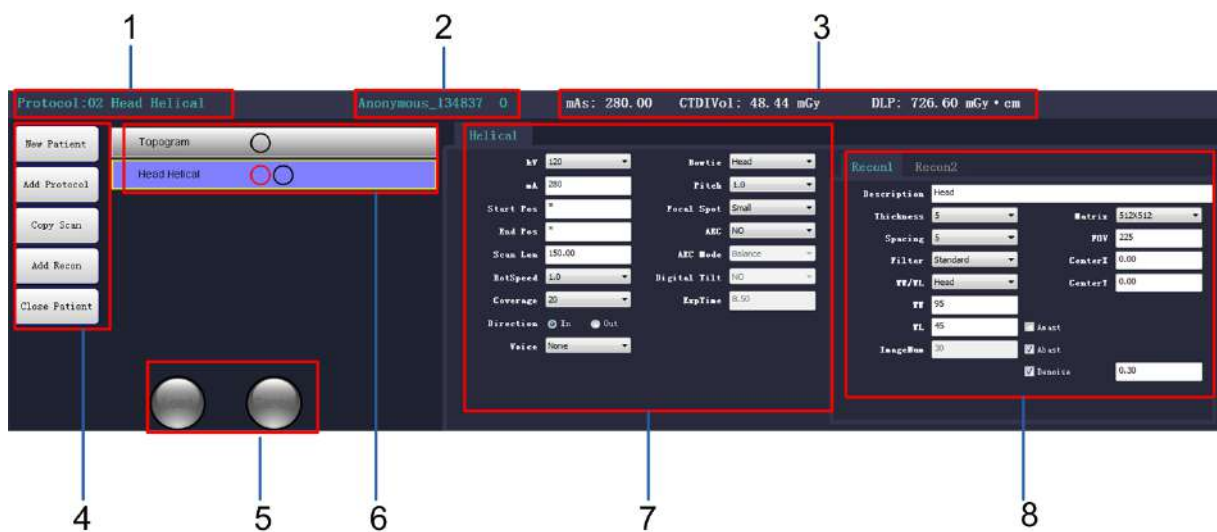 1 2 3
Protocol:02 Head Helical Anonymous_134837 0 mAs: 280.00 CTDIVol: 48.44 mGy DLP: 726.60 mGy•cm
New Patient
Add Protocol
Copy Scan
Add Recon
Close Patient
Topogram
Head Helical
Helical
kV 120 Bowtie Head
mA 280 Pitch 1.0
Start Pos * Focal Spot Small
End Pos * AEC NO
Scan Len 150.00 AEC Mode Balance
RotSpeed 1.0 Digital Tilt NO
Coverage 20 ExpTime 8.50
Direction In Out
Voice None
Recon1 Recon2
Description Head
Thickness 5 Matrix 512X512
Spacing 5 FOV 225
Filter Standard CenterX 0.00
WW/WL Head CenterY 0.00
WW 95
WL 45 Amast
ImageNum 30 Abast
Denoise 0.30
4 5 6 7 8